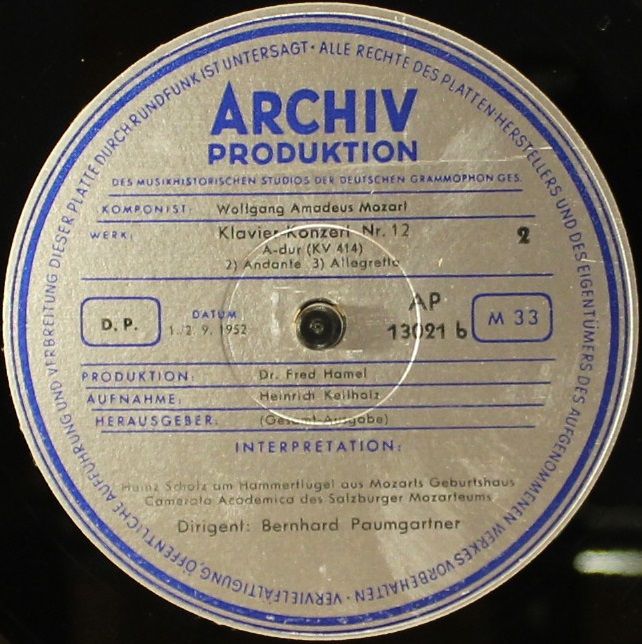 VERVIELFÄLTIGUNG, ÖFFENTLICHE AUFFÜHRUNG UND VERBREITUNG DIESER PLATTE DURCH RUNDFUNK IST UNTERSAGT · ALLE RECHTE DES PLATTEN-HERSTELLERS UND DES EIGENTÜMERS DES AUFGENOMMENEN WERKES VORBEHALTEN ·
ARCHIV
PRODUKTION
DES MUSIKHISTORISCHEN STUDIOS DER DEUTSCHEN GRAMMOPHON GES.
KOMPONIST: Wolfgang Amadeus Mozart
WERK: Klavier-Konzert Nr. 12 2
A-dur (KV 414)
2) Andante 3) Allegretto
D. P. DATUM AP M 33
1./2. 9. 1952 13021 b
PRODUKTION: Dr. Fred Hamel
AUFNAHME: Heinrich Keilholz
HERAUSGEBER: (Gesamt-Ausgabe)
INTERPRETATION:
Heinz Scholz am Hammerflügel aus Mozarts Geburtshaus
Camerata Academica des Salzburger Mozarteums
Dirigent: Bernhard Paumgartner